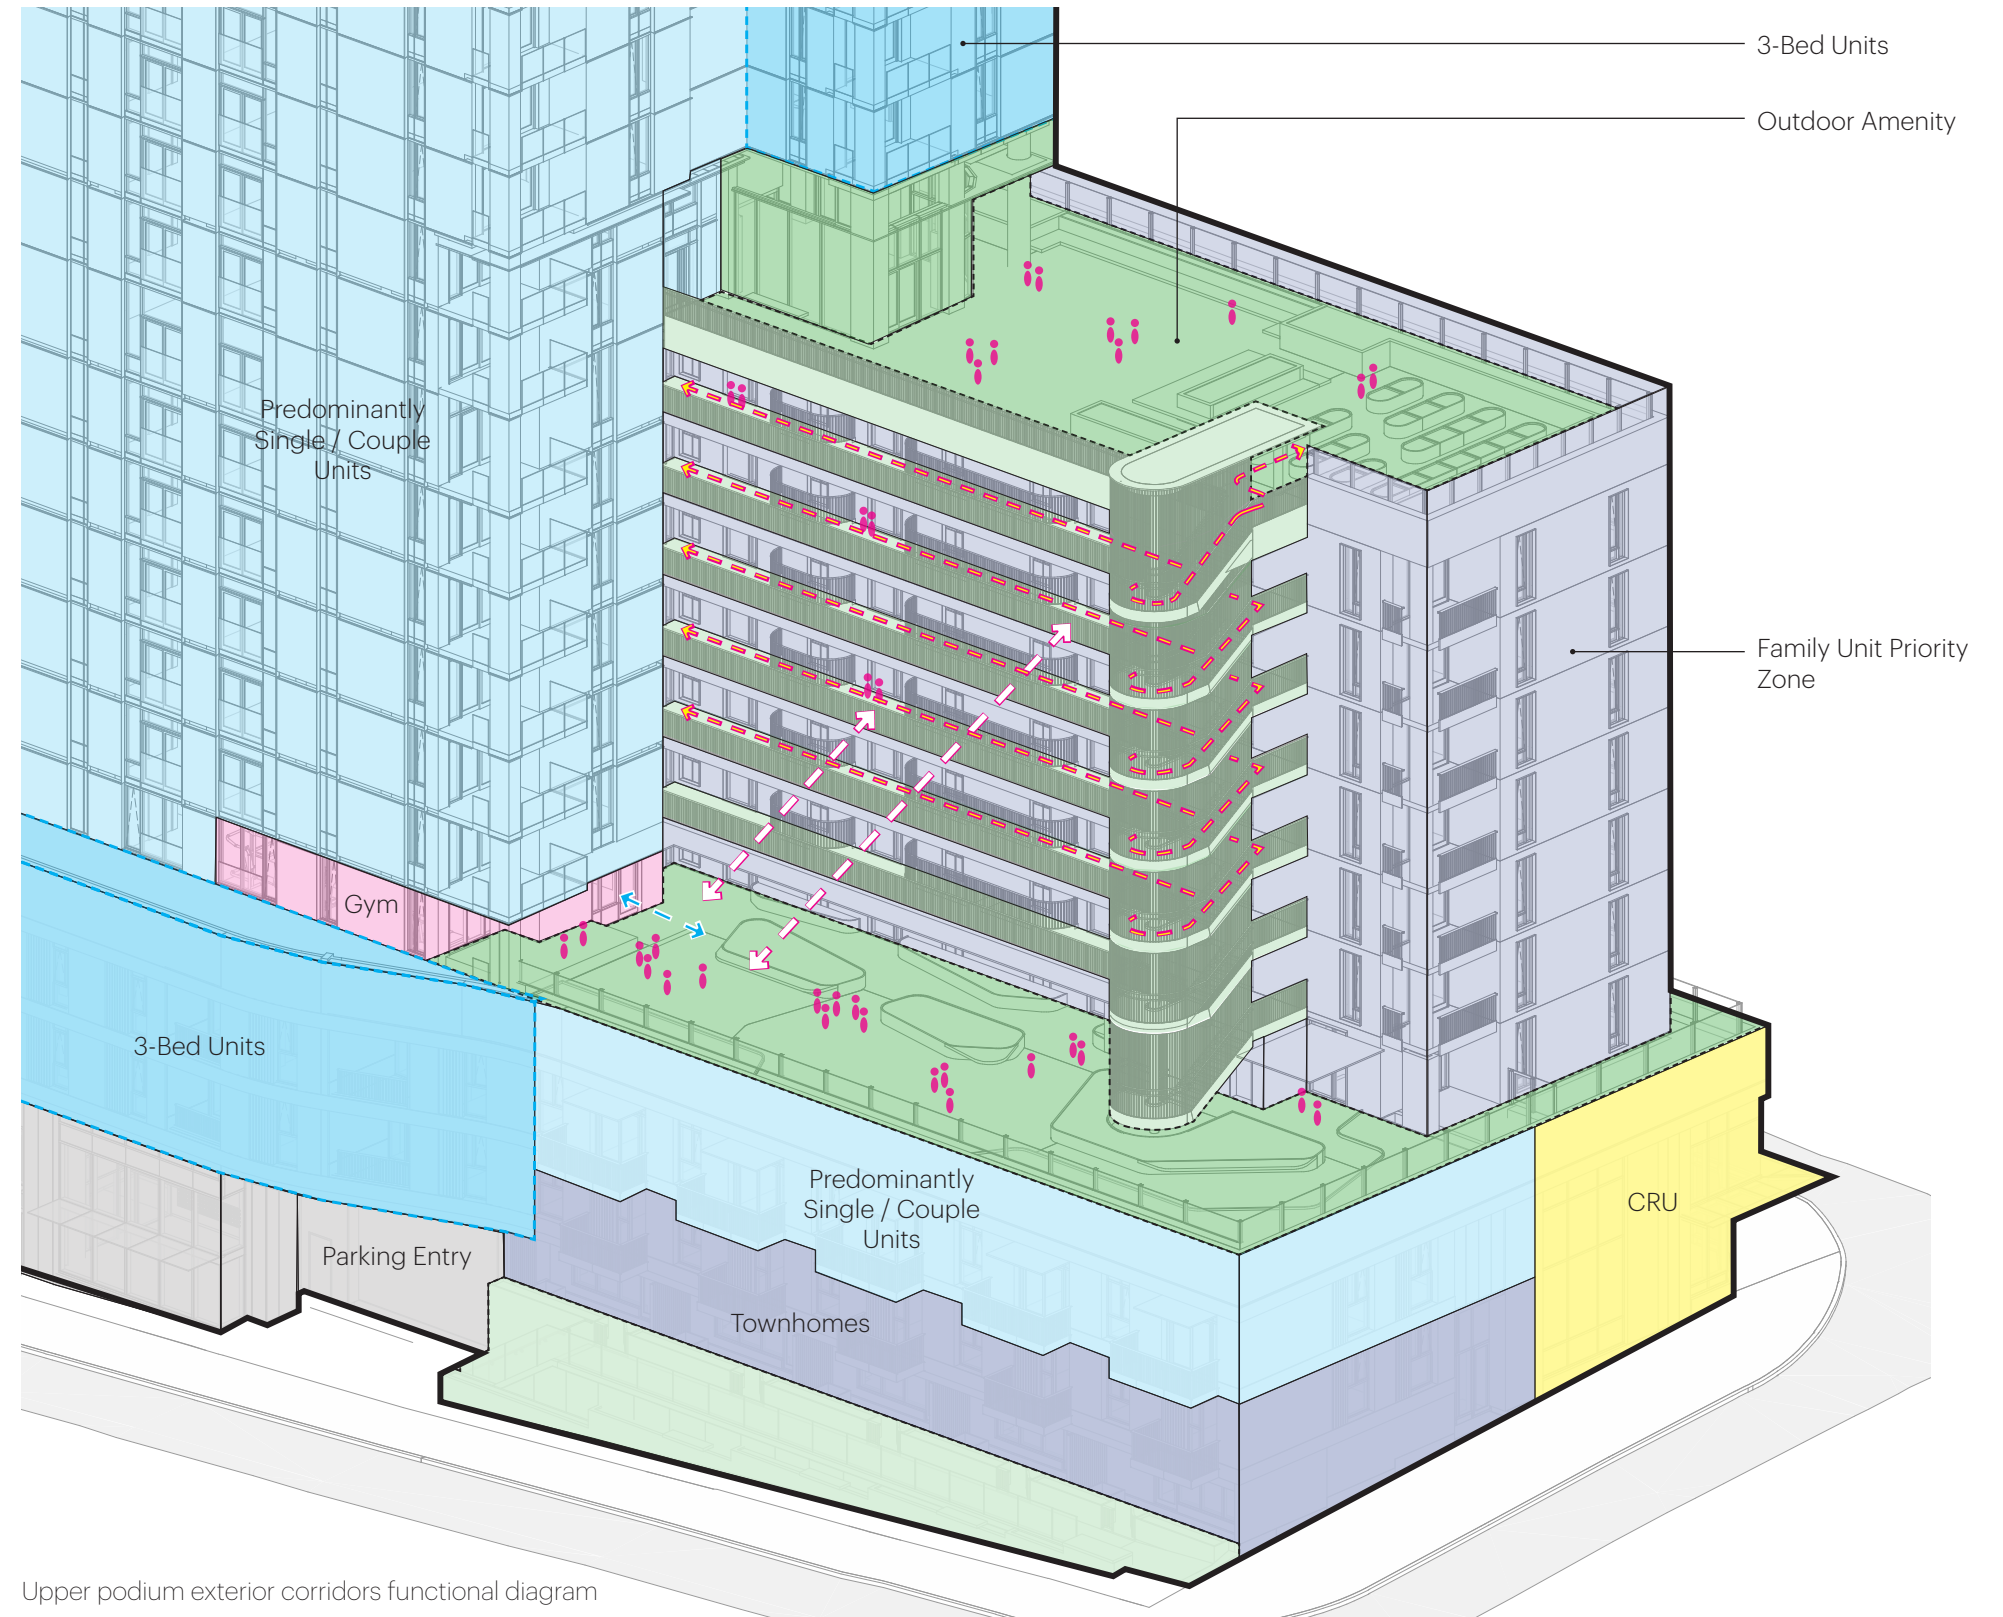 3-Bed Units
Outdoor Amenity
Predominantly
Single / Couple
Units
Family Unit Priority
Zone
Gym
3-Bed Units
Predominantly
Single / Couple
Units
CRU
Parking Entry
Townhomes
Upper podium exterior corridors functional diagram